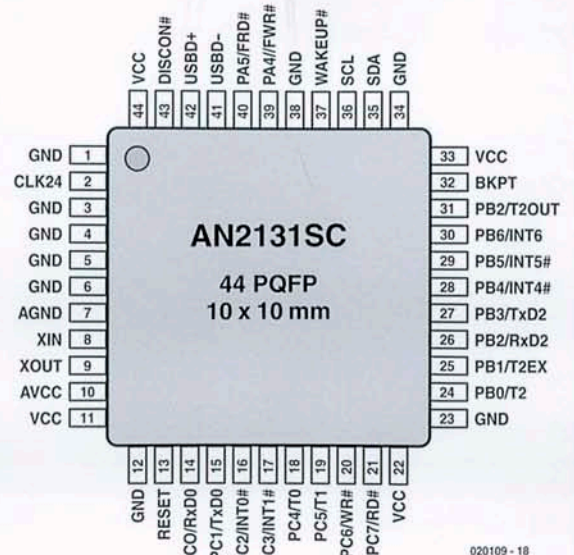 VCC 44
DISCON# 43
USBD+ 42
USBD– 41
PA5/FRD# 40
PA4//FWR# 39
GND 38
WAKEUP# 37
SCL 36
SDA 35
GND 34
GND 1
CLK24 2
GND 3
GND 4
GND 5
GND 6
AGND 7
XIN 8
XOUT 9
AVCC 10
VCC 11
AN2131SC
44 PQFP
10 x 10 mm
33 VCC
32 BKPT
31 PB2/T2OUT
30 PB6/INT6
29 PB5/INT5#
28 PB4/INT4#
27 PB3/TxD2
26 PB2/RxD2
25 PB1/T2EX
24 PB0/T2
23 GND
12 GND
13 RESET
14 CO/RxD0
15 PC1/TxD0
16 C2/INT0#
17 C3/INT1#
18 PC4/T0
19 PC5/T1
20 PC6/WR#
21 PC7/RD#
22 VCC
020109 - 18